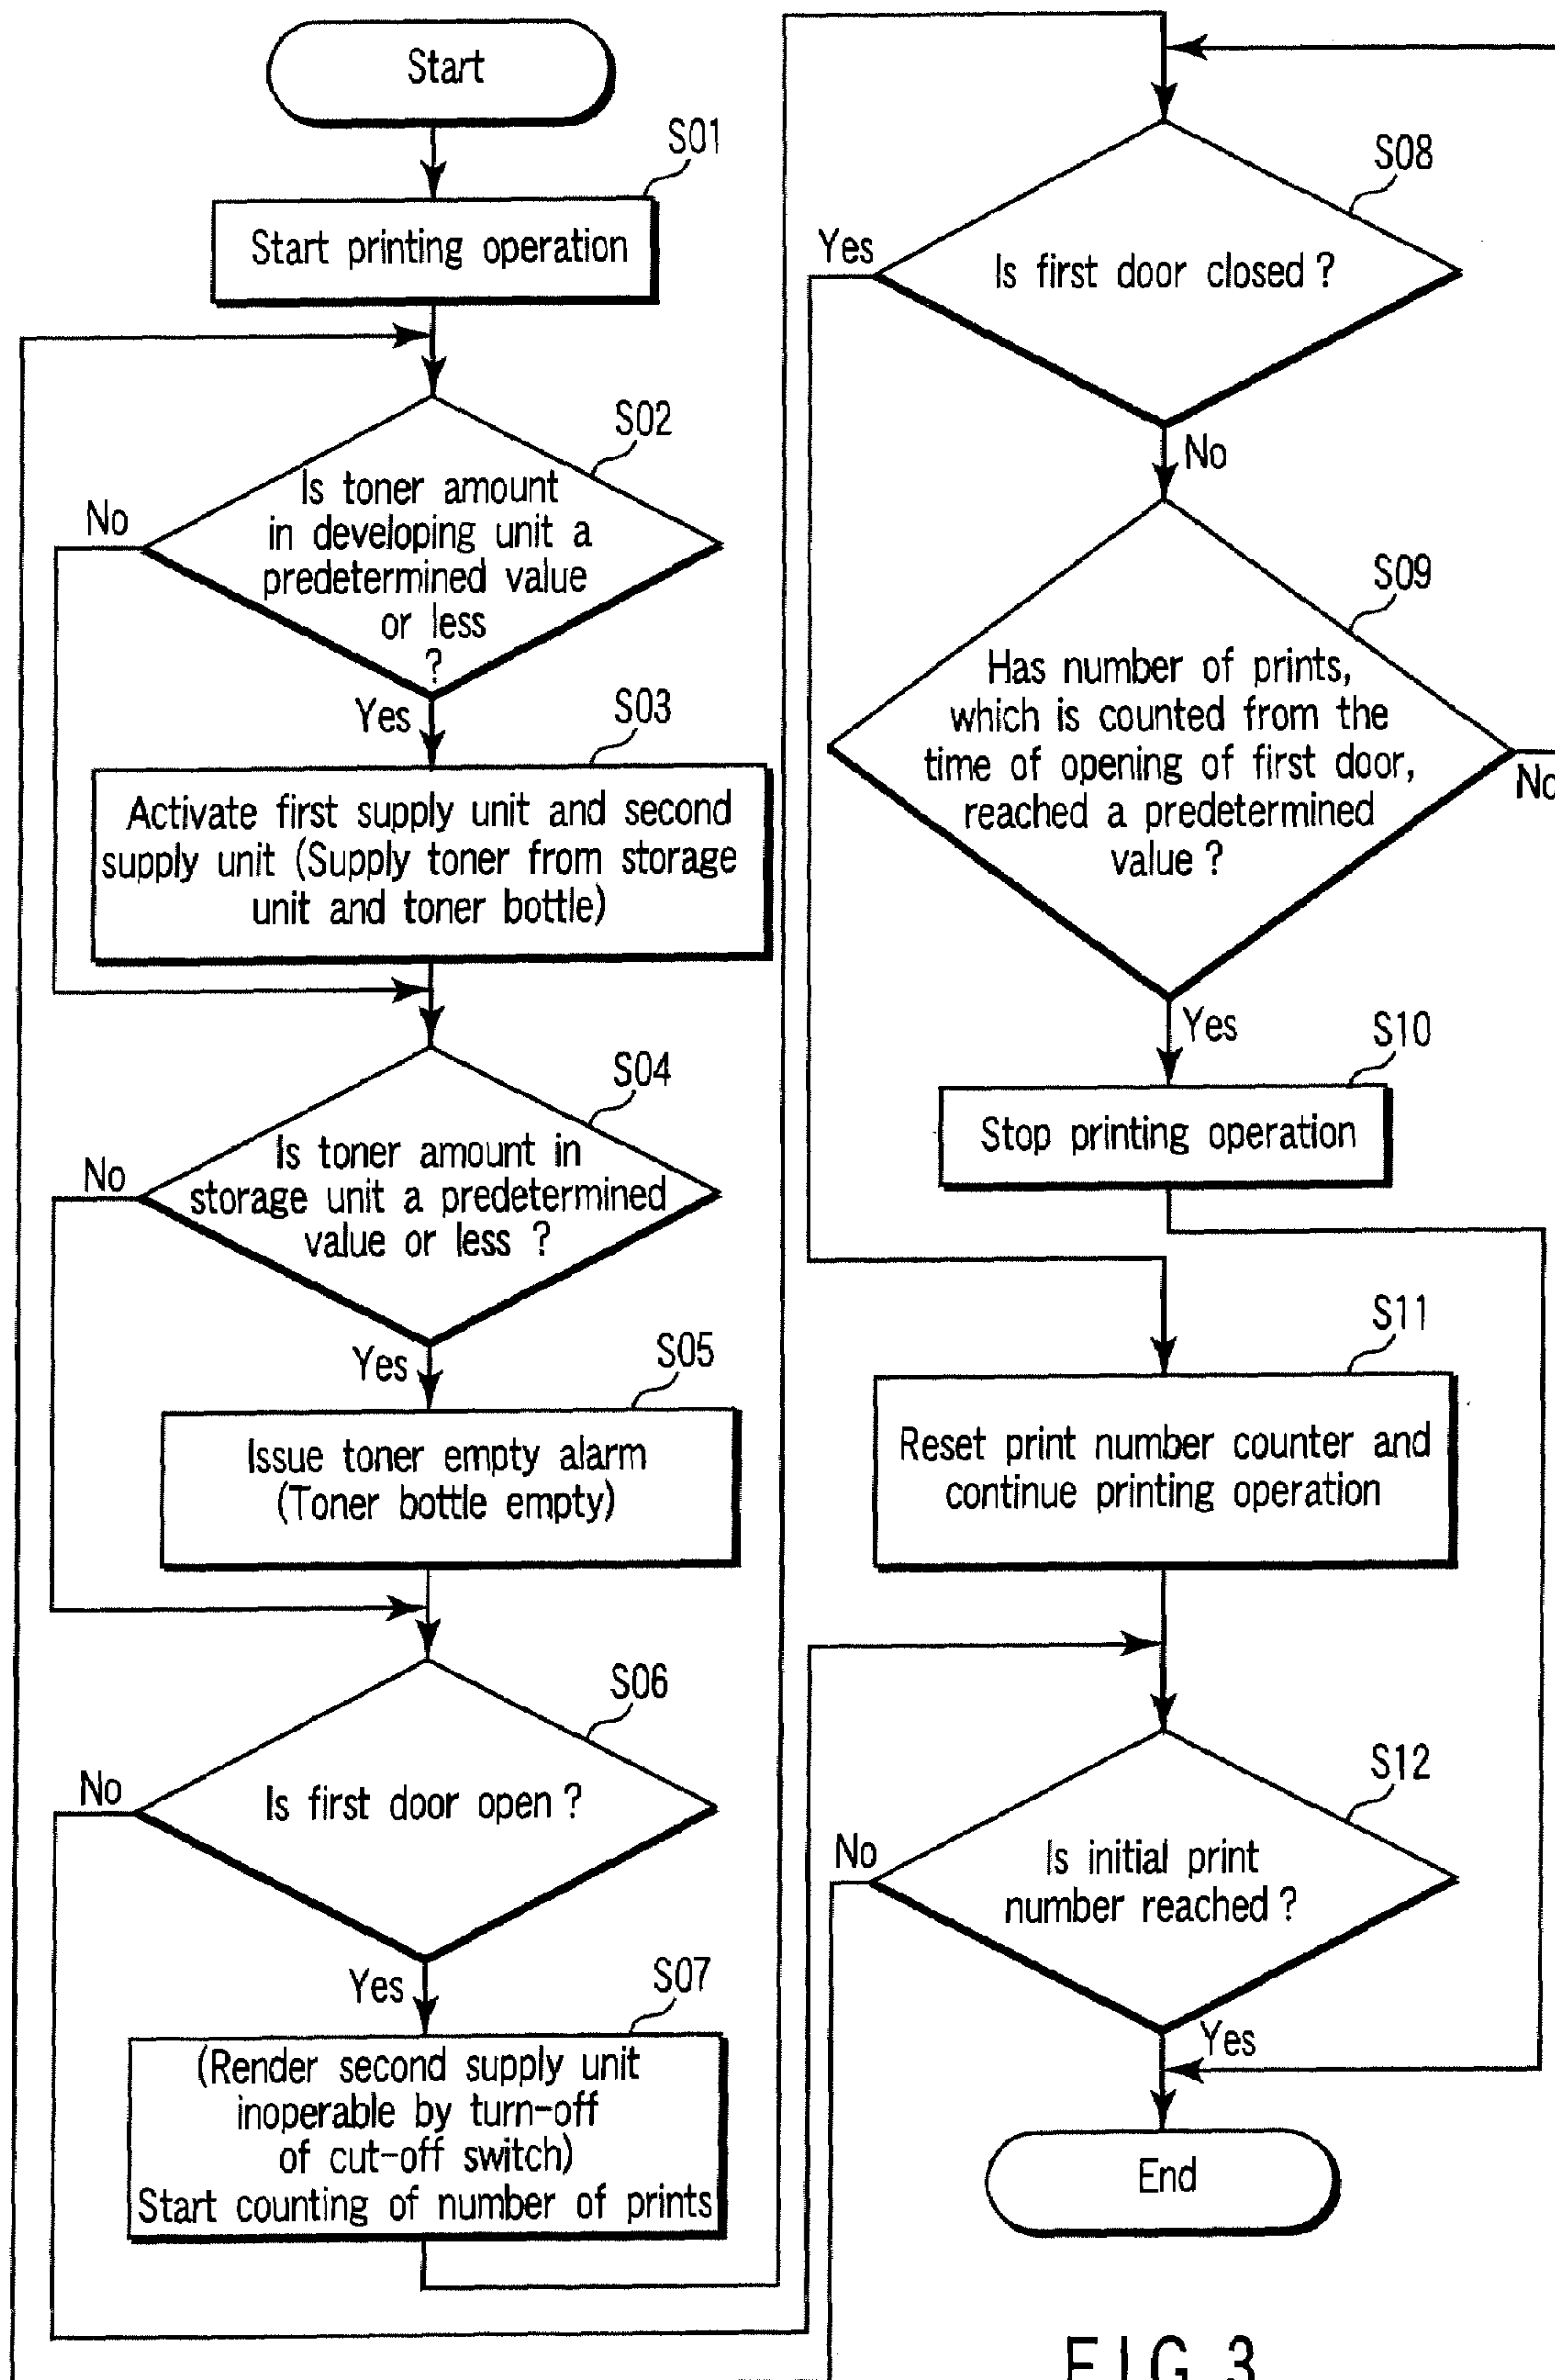 Start
S01
Start printing operation
S02
Is toner amount
in developing unit a
predetermined value
or less
?
No
Yes
S03
Activate first supply unit and second
supply unit (Supply toner from storage
unit and toner bottle)
S04
Is toner amount in
storage unit a predetermined
value or less ?
No
Yes
S05
Issue toner empty alarm
(Toner bottle empty)
S06
Is first door open ?
No
Yes
S07
(Render second supply unit
inoperable by turn-off
of cut-off switch)
Start counting of number of prints
S08
Is first door closed ?
Yes
No
S09
Has number of prints,
which is counted from the
time of opening of first door,
reached a predetermined
value ?
No
Yes
S10
Stop printing operation
S11
Reset print number counter and
continue printing operation
S12
Is initial print
number reached ?
No
Yes
End
FIG. 3